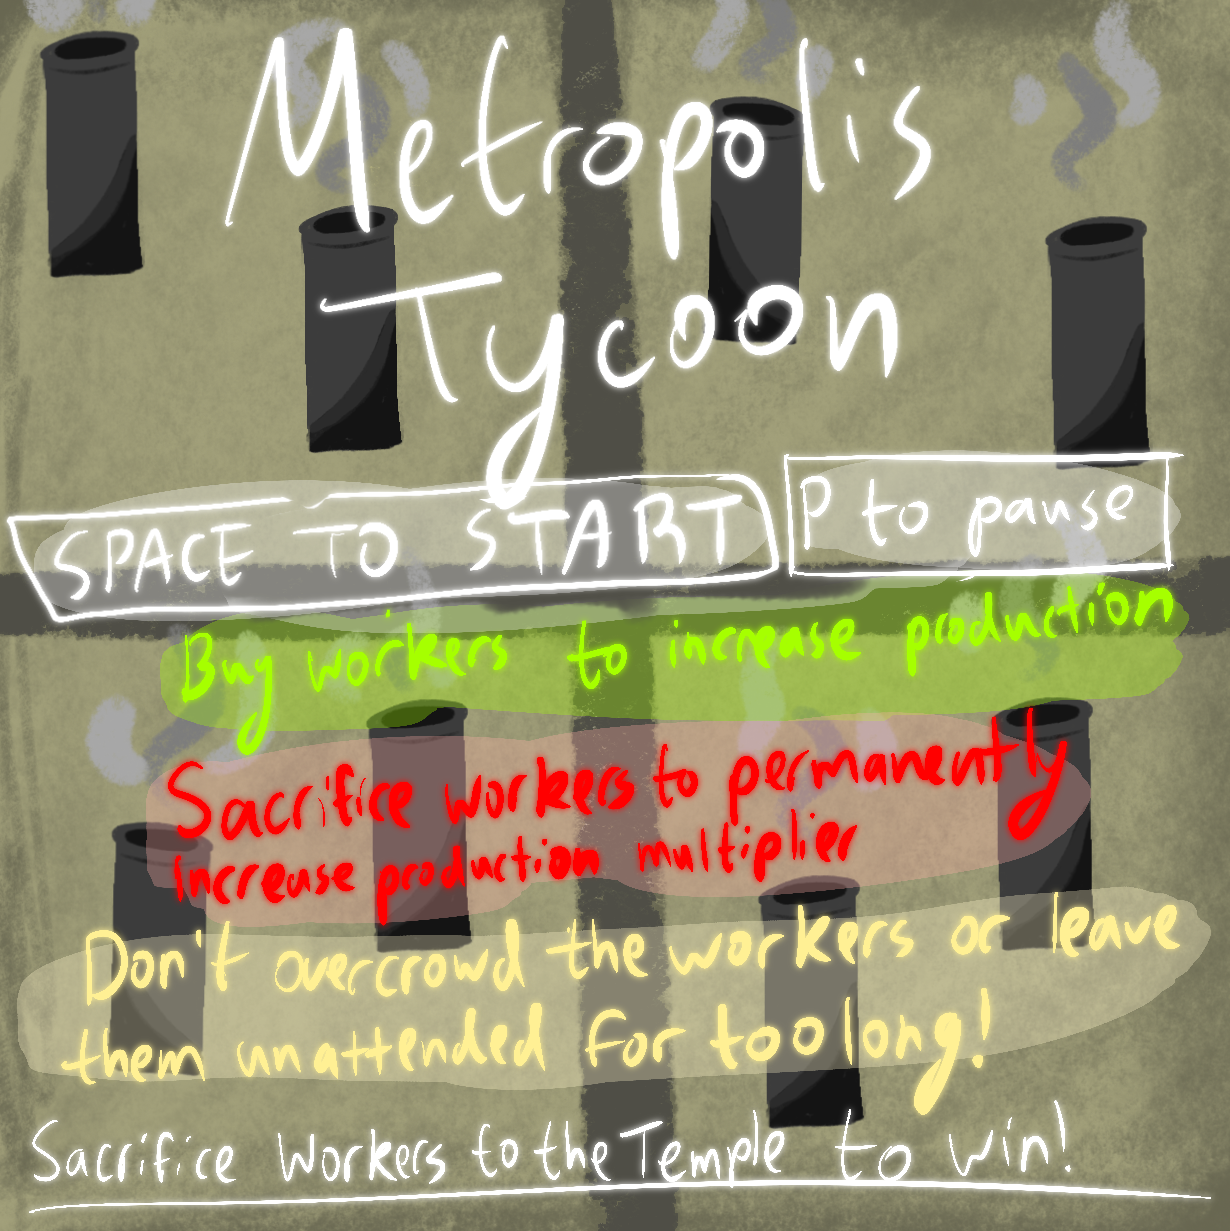 Metropolis
Tycoon
SPACE TO START
P to pause
Buy workers to increase production
Sacrifice workers to permanently
increase production multiplier
Don't overcrowd the workers or leave
them unattended for too long!
Sacrifice Workers to the Temple to win!